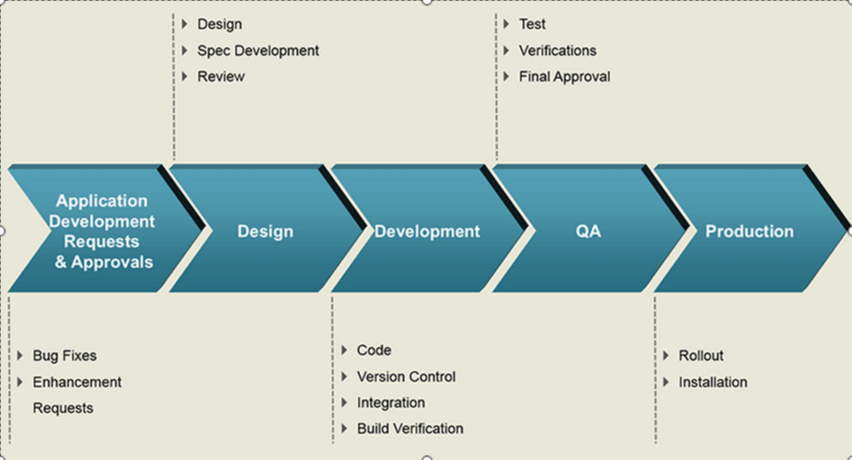 Design
Spec Development
Review
Test
Verifications
Final Approval
Application
Development
Requests
& Approvals
Design
Development
QA
Production
Bug Fixes
Enhancement
Requests
Code
Version Control
Integration
Build Verification
Rollout
Installation